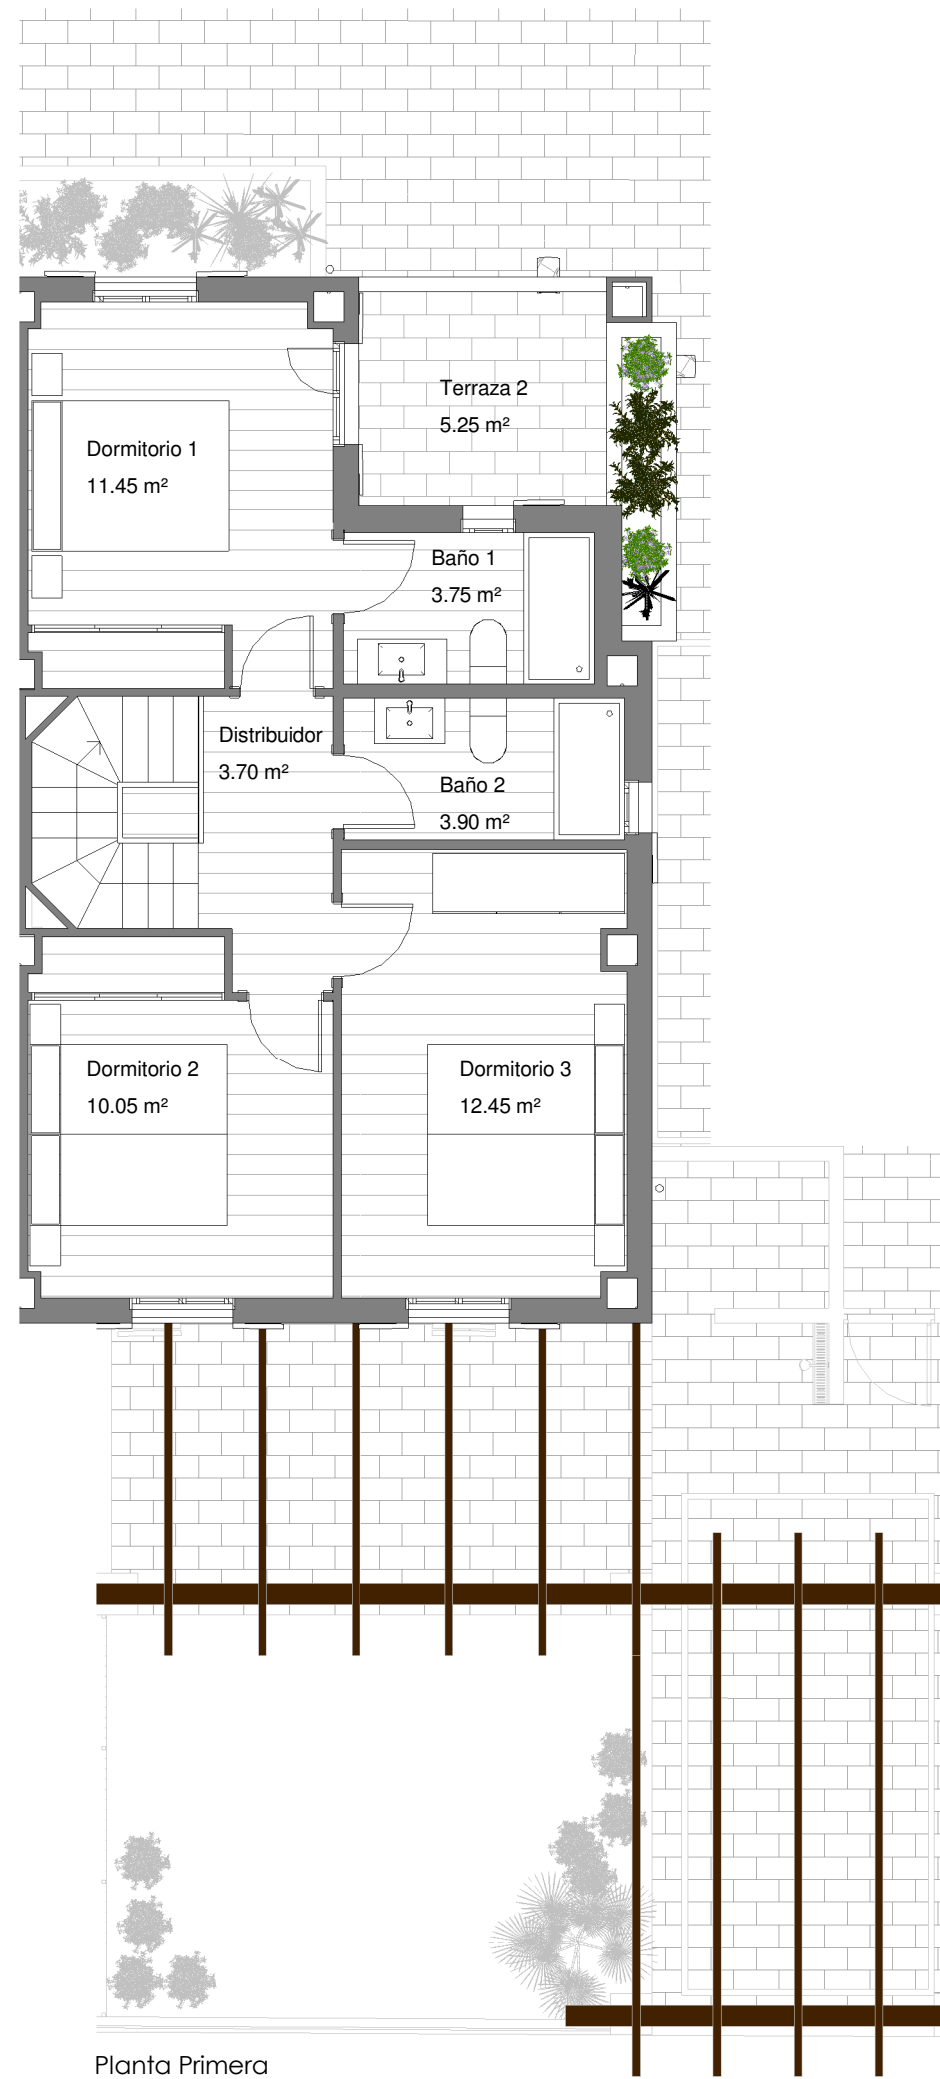 Terraza 2
5.25 m²
Dormitorio 1
11.45 m²
Baño 1
3.75 m²
Distribuidor
3.70 m²
Baño 2
3.90 m²
Dormitorio 2
10.05 m²
Dormitorio 3
12.45 m²
Planta Primera